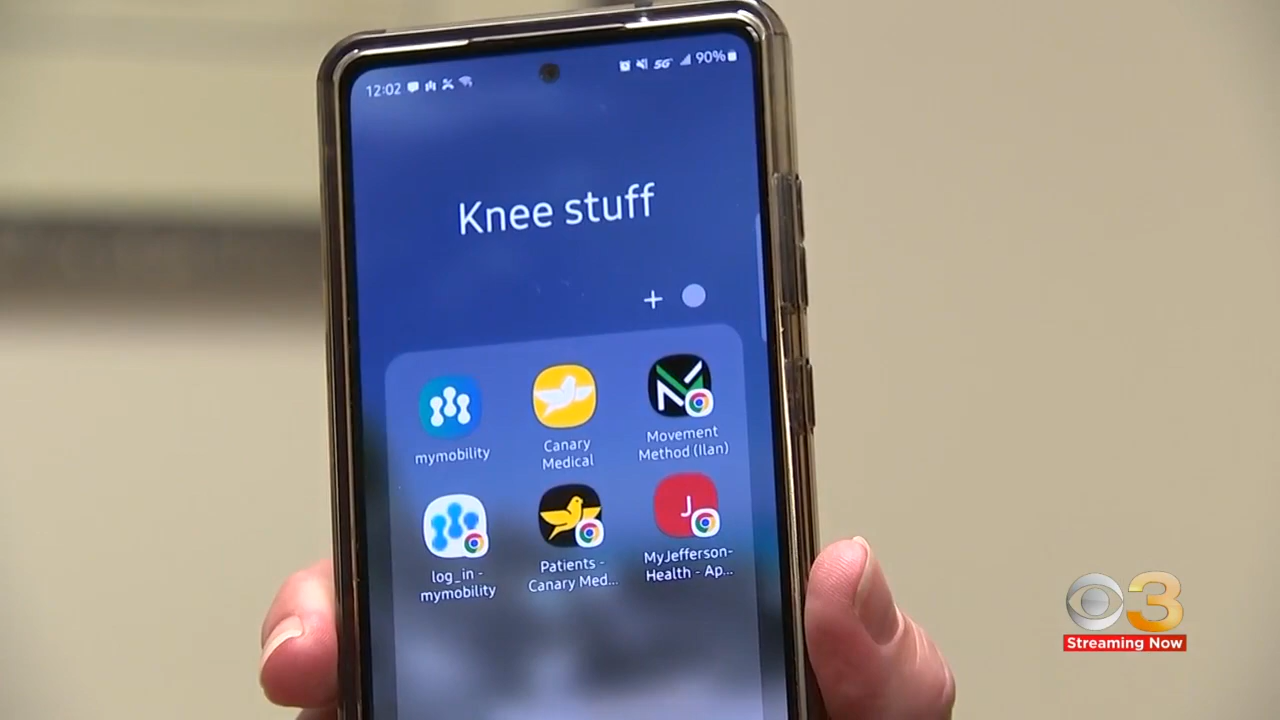 12:02
5G 90%
Knee stuff
+
mymobility
Canary
Medical
Movement
Method (Ilan)
log_in -
mymobility
Patients -
Canary Med...
J
MyJefferson-
Health - Ap...
3
Streaming Now